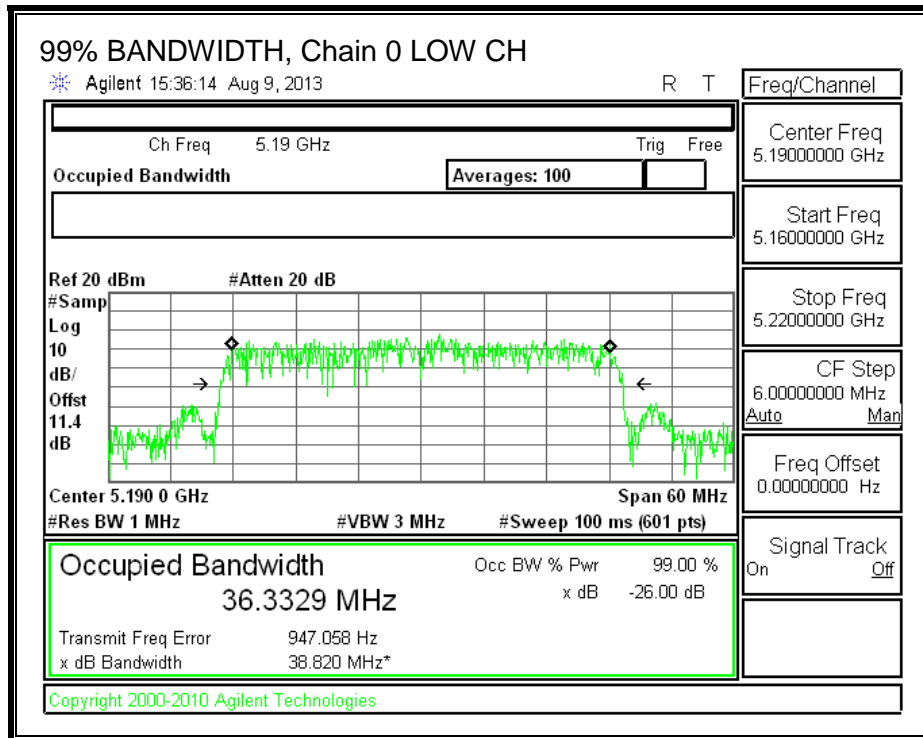 99% BANDWIDTH, Chain 0 LOW CH
Agilent 15:36:14 Aug 9, 2013 R T
Freq/Channel
Ch Freq 5.19 GHz Trig Free
Occupied Bandwidth Averages: 100
Center Freq
5.19000000 GHz
Start Freq
5.16000000 GHz
Stop Freq
5.22000000 GHz
CF Step
6.00000000 MHz
Auto Man
Freq Offset
0.00000000 Hz
Signal Track
On Off
Ref 20 dBm #Atten 20 dB
#Samp
Log
10
dB/
Offst
11.4
dB
Center 5.190 0 GHz Span 60 MHz
#Res BW 1 MHz #VBW 3 MHz #Sweep 100 ms (601 pts)
Occupied Bandwidth Occ BW % Pwr 99.00 %
36.3329 MHz x dB -26.00 dB
Transmit Freq Error 947.058 Hz
x dB Bandwidth 38.820 MHz*
Copyright 2000-2010 Agilent Technologies